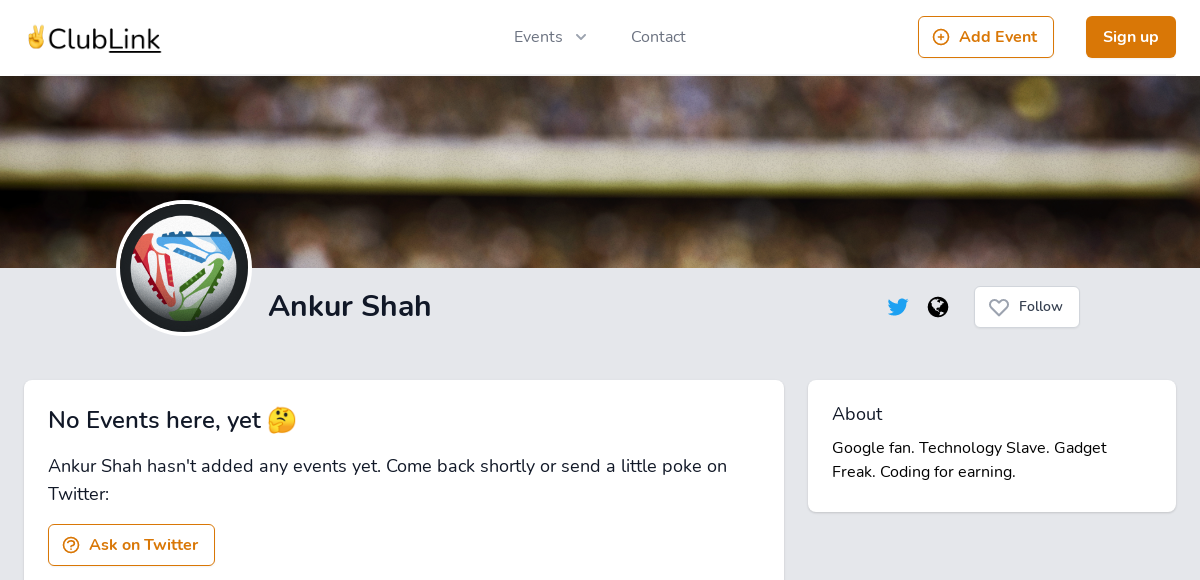 ✌ClubLink
Events
Contact
Add Event
Sign up
Ankur Shah
Follow
No Events here, yet 🤔
Ankur Shah hasn't added any events yet. Come back shortly or send a little poke on
Twitter:
Ask on Twitter
About
Google fan. Technology Slave. Gadget
Freak. Coding for earning.